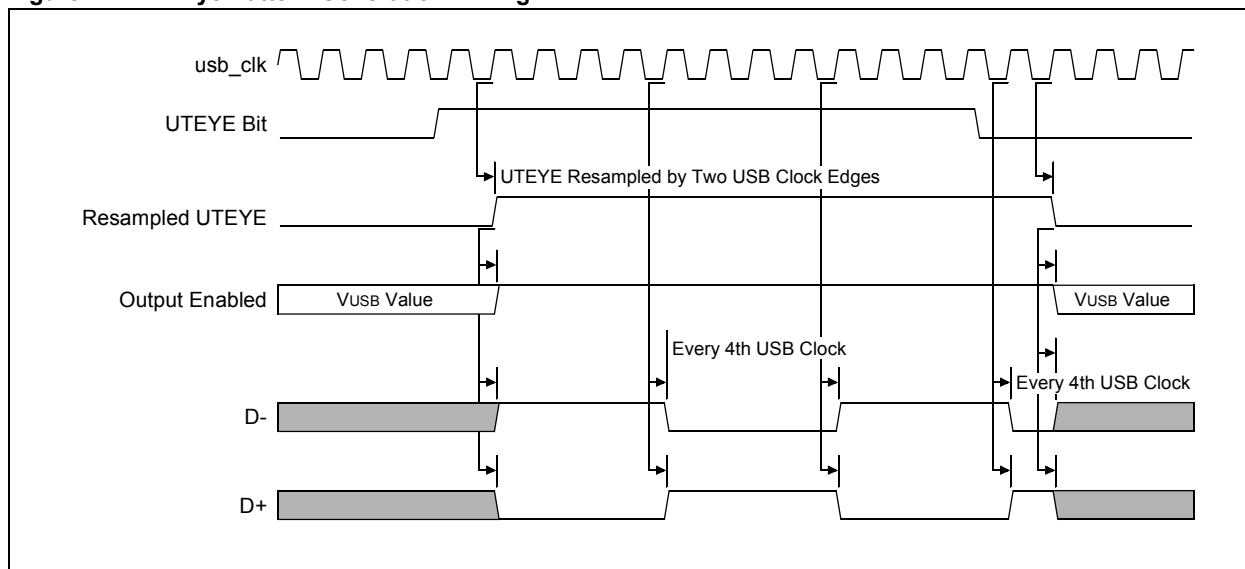 usb_clk
UTEYE Bit
UTEYE Resampled by Two USB Clock Edges
Resampled UTEYE
Output Enabled
VUSB Value
VUSB Value
Every 4th USB Clock
Every 4th USB Clock
D-
D+